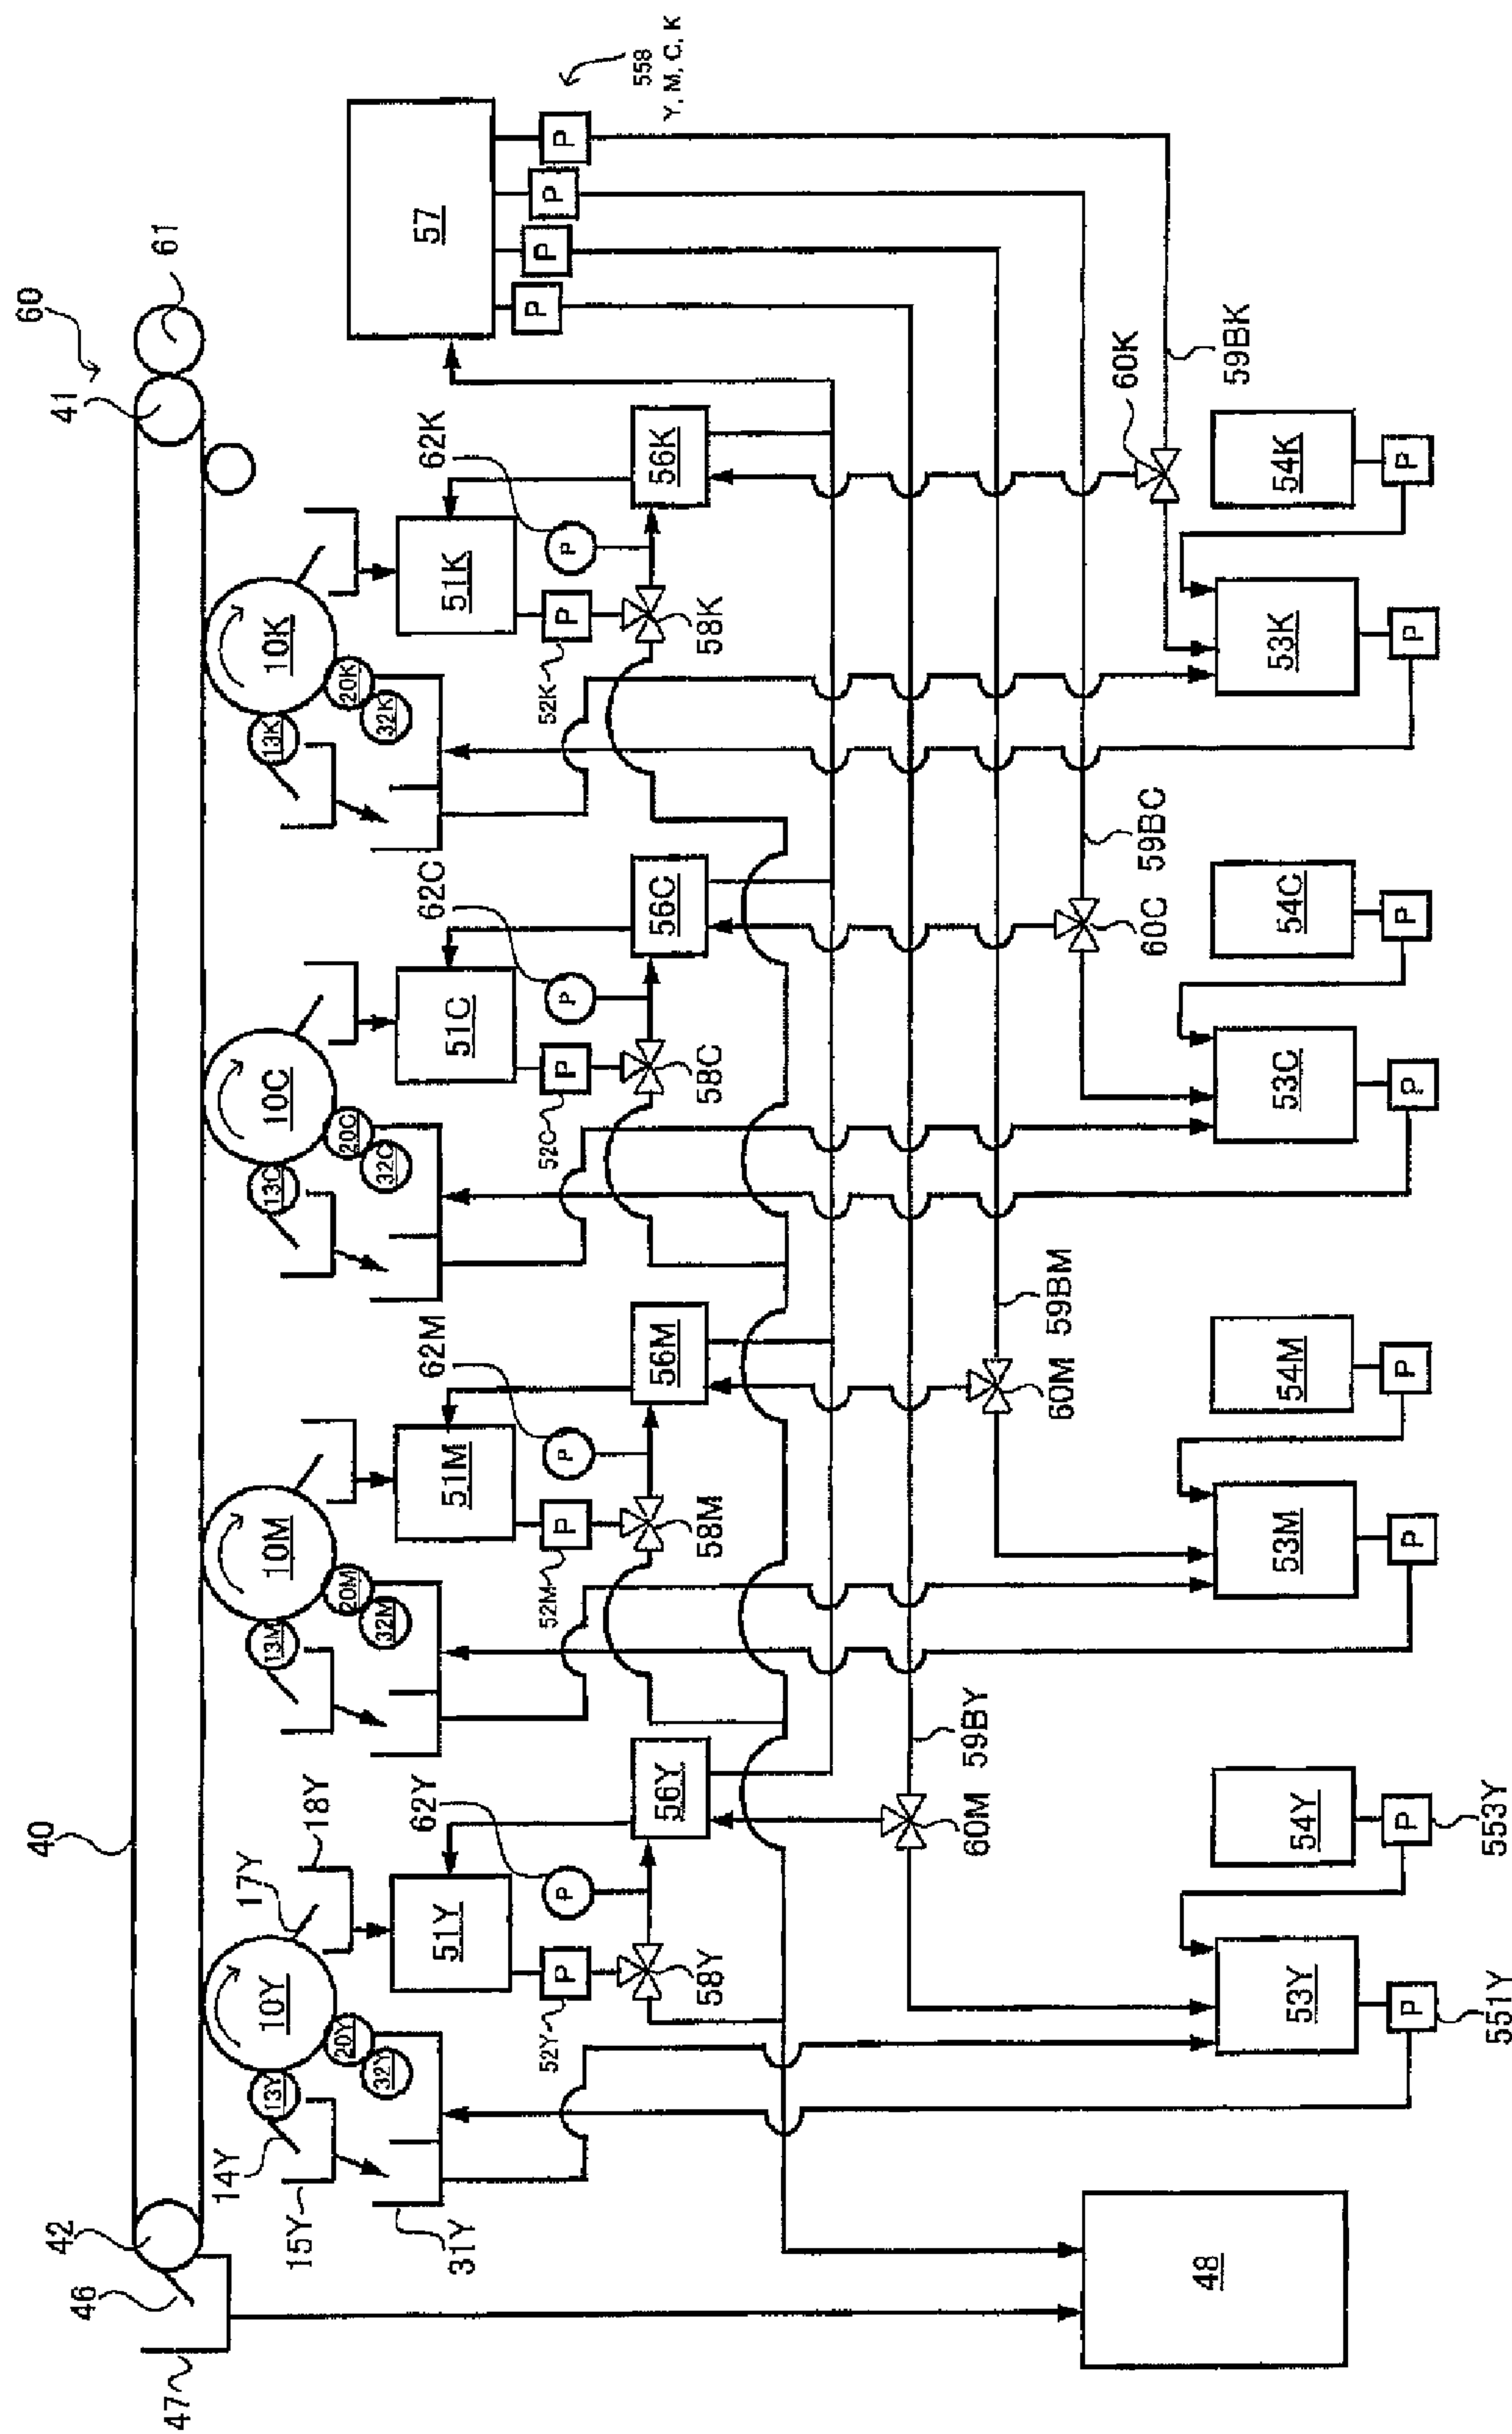 40
60
42
41
46
61
47
14Y
17Y
15Y
18Y
10Y
10M
10C
10K
13Y
13M
13C
13K
20Y
20M
20C
20K
32Y
32M
32C
32K
31Y
62Y
62M
62C
62K
57
51Y
51M
51C
51K
52Y
P
P
52M
P
P
52C
P
P
52K
P
P
P
P
P
P
558
Y, M, C, K
56Y
56M
56C
56K
58Y
58M
58C
58K
60M
59BY
60M
59BM
60C
59BC
60K
59BK
48
53Y
54Y
53M
54M
53C
54C
53K
54K
P
P
P
P
P
P
P
P
551Y
553Y